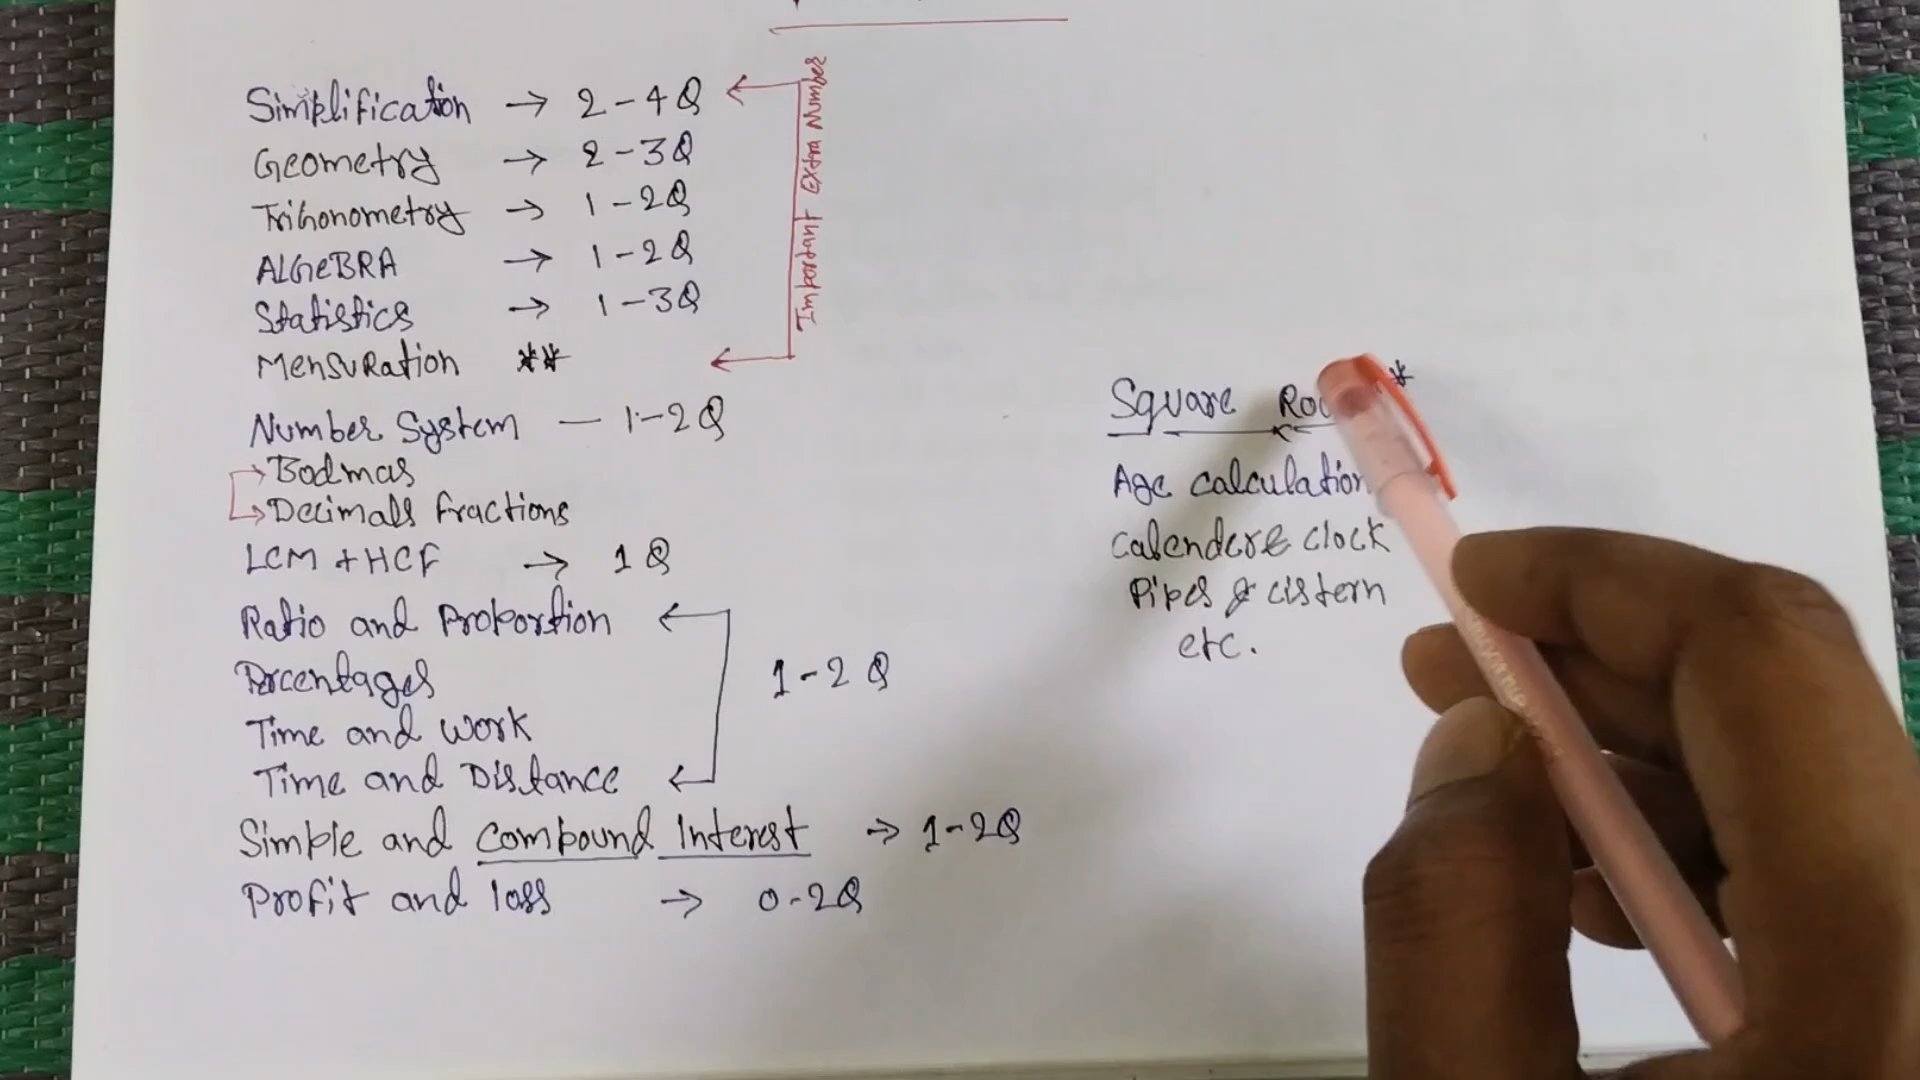 Simplification → 2-4Q
Geometry → 2-3Q
Trihonometry → 1-2Q
ALGeBRA → 1-2Q
Statistics → 1-3Q
MensuRation **
Important Extra Number
Number System — 1-2Q
Bodmas
Decimals fractions
LCM + HCF → 1Q
Ratio and Proportion
Percentages
Time and Work
Time and Distance
1-2Q
Simple and Compound Interest → 1-2Q
Profit and loss → 0-2Q
Square *
Age calculation
Calendere & clock
Pipes & cistern
etc.